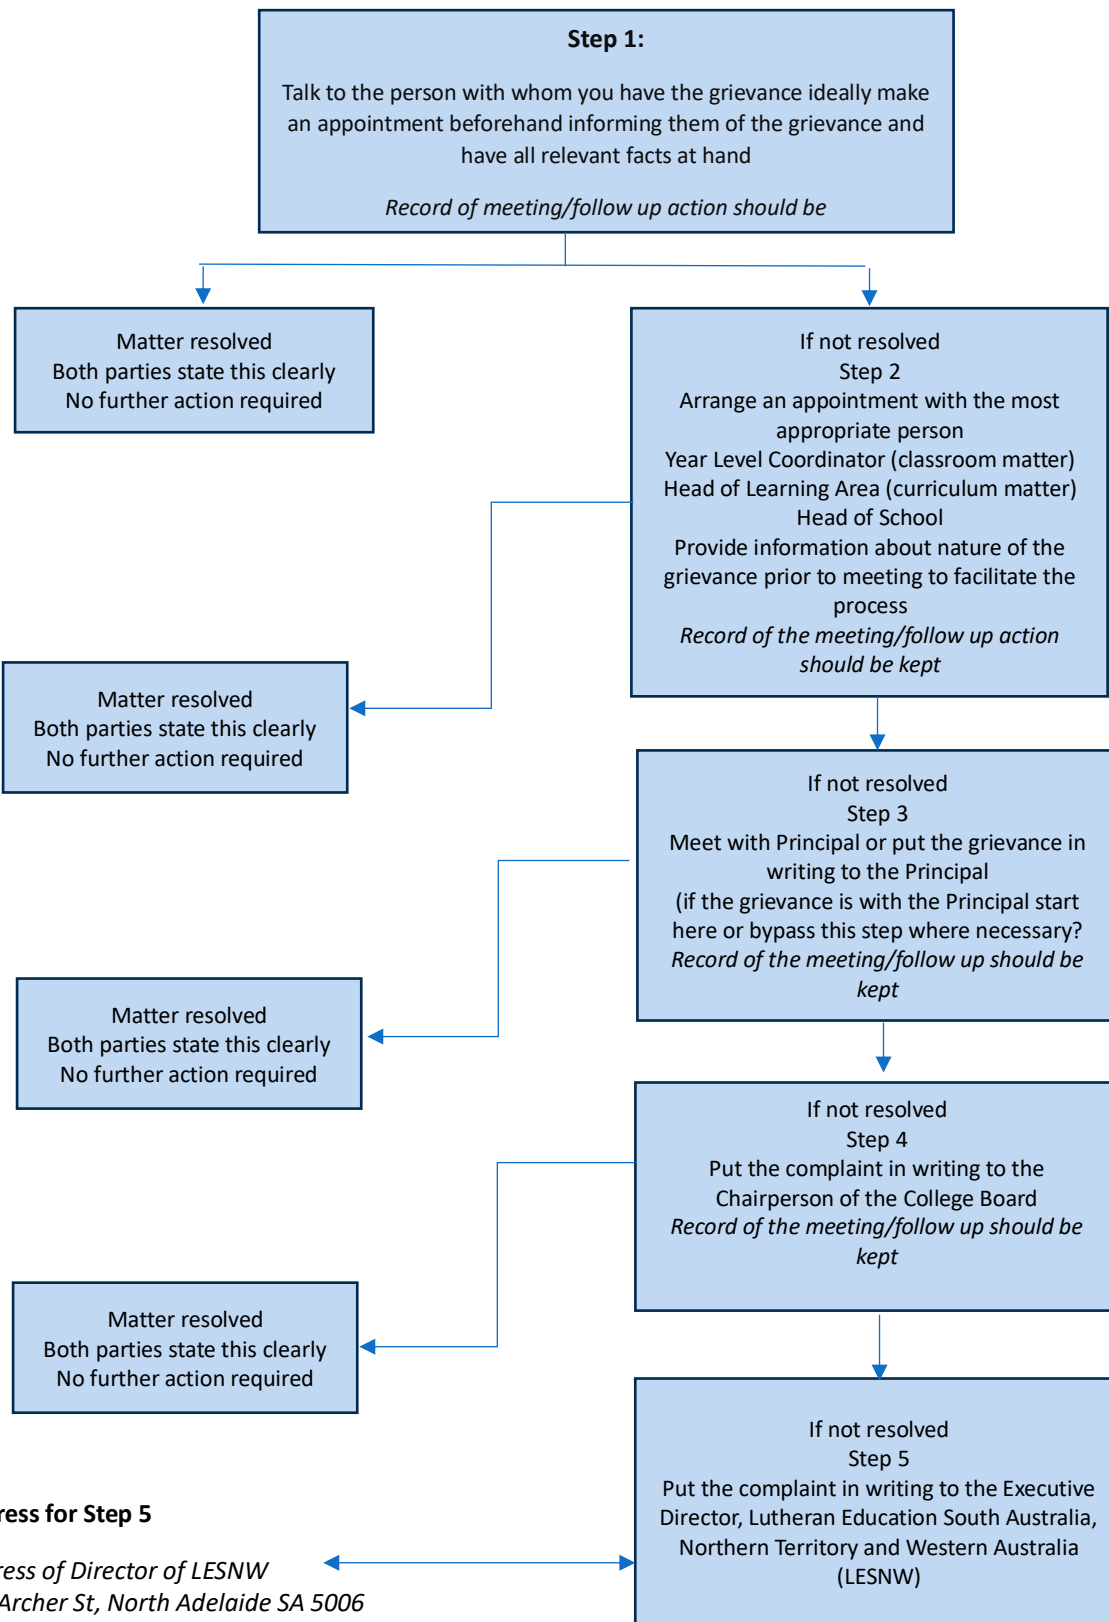 Step 1:
Talk to the person with whom you have the grievance ideally make
an appointment beforehand informing them of the grievance and
have all relevant facts at hand
Record of meeting/follow up action should be
Matter resolved
Both parties state this clearly
No further action required
If not resolved
Step 2
Arrange an appointment with the most
appropriate person
Year Level Coordinator (classroom matter)
Head of Learning Area (curriculum matter)
Head of School
Provide information about nature of the
grievance prior to meeting to facilitate the
process
Record of the meeting/follow up action
should be kept
Matter resolved
Both parties state this clearly
No further action required
If not resolved
Step 3
Meet with Principal or put the grievance in
writing to the Principal
(if the grievance is with the Principal start
here or bypass this step where necessary?
Record of the meeting/follow up should be
kept
Matter resolved
Both parties state this clearly
No further action required
If not resolved
Step 4
Put the complaint in writing to the
Chairperson of the College Board
Record of the meeting/follow up should be
kept
Matter resolved
Both parties state this clearly
No further action required
If not resolved
Step 5
Put the complaint in writing to the Executive
Director, Lutheran Education South Australia,
Northern Territory and Western Australia
(LESNW)
ress for Step 5
ress of Director of LESNW
Archer St, North Adelaide SA 5006